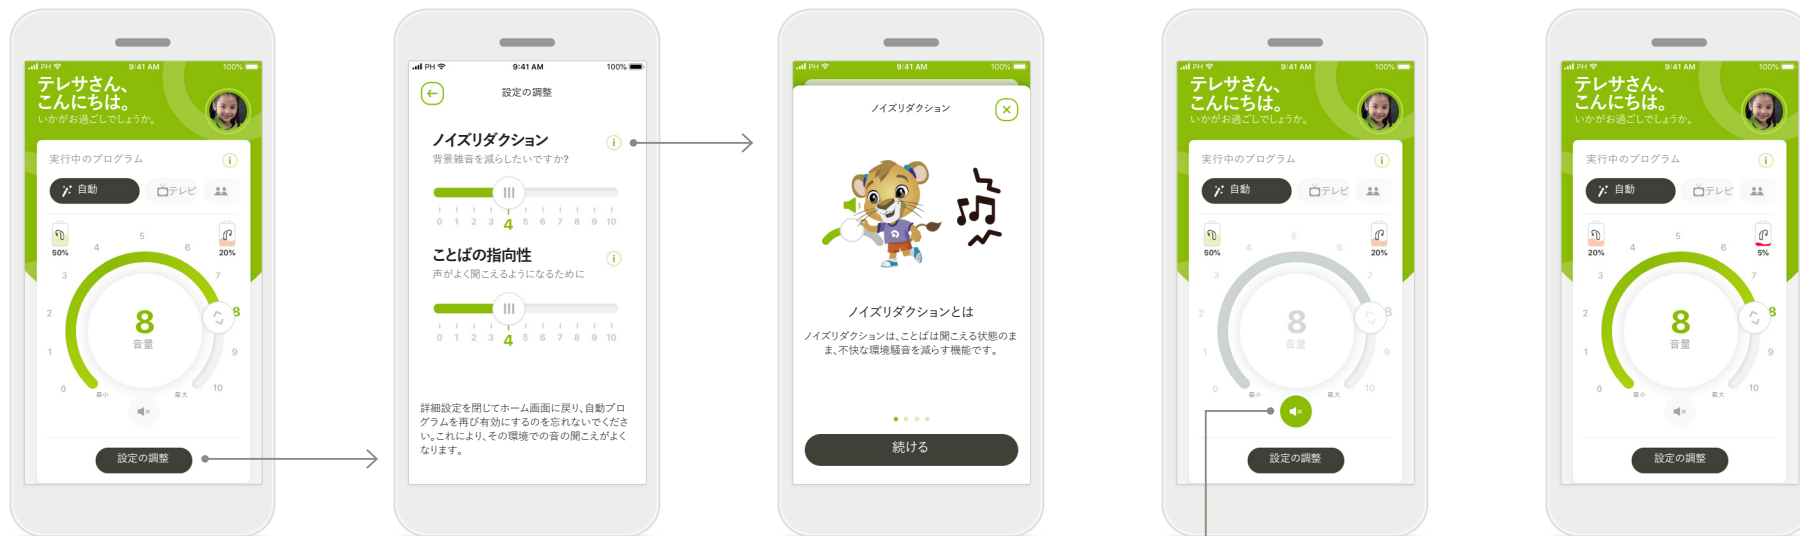 PH 9:41 AM 100%
テレサさん、
こんにちは。
いかがお過ごしでしょうか。
実行中のプログラム
自動
テレビ
50%
20%
0
1
2
3
4
5
6
7
8
9
10
8
音量
最小
最大
設定の調整
PH 9:41 AM 100%
設定の調整
ノイズリダクション
背景雑音を減らしたいですか?
0 1 2 3 4 5 6 7 8 9 10
ことばの指向性
声がよく聞こえるようになるために
0 1 2 3 4 5 6 7 8 9 10
詳細設定を閉じてホーム画面に戻り、自動プロ
グラムを再び有効にするのを忘れないでくださ
い。これにより、その環境での音の聞こえがよく
なります。
PH 9:41 AM 100%
ノイズリダクション
ノイズリダクションとは
ノイズリダクションは、ことばは聞こえる状態のま
ま、不快な環境騒音を減らす機能です。
続ける
PH 9:41 AM 100%
テレサさん、
こんにちは。
いかがお過ごしでしょうか。
実行中のプログラム
自動
テレビ
50%
20%
0
1
2
3
4
5
6
7
8
9
10
8
音量
最小
最大
設定の調整
PH 9:41 AM 100%
テレサさん、
こんにちは。
いかがお過ごしでしょうか。
実行中のプログラム
自動
テレビ
20%
5%
0
1
2
3
4
5
6
7
8
9
10
8
音量
最小
最大
設定の調整